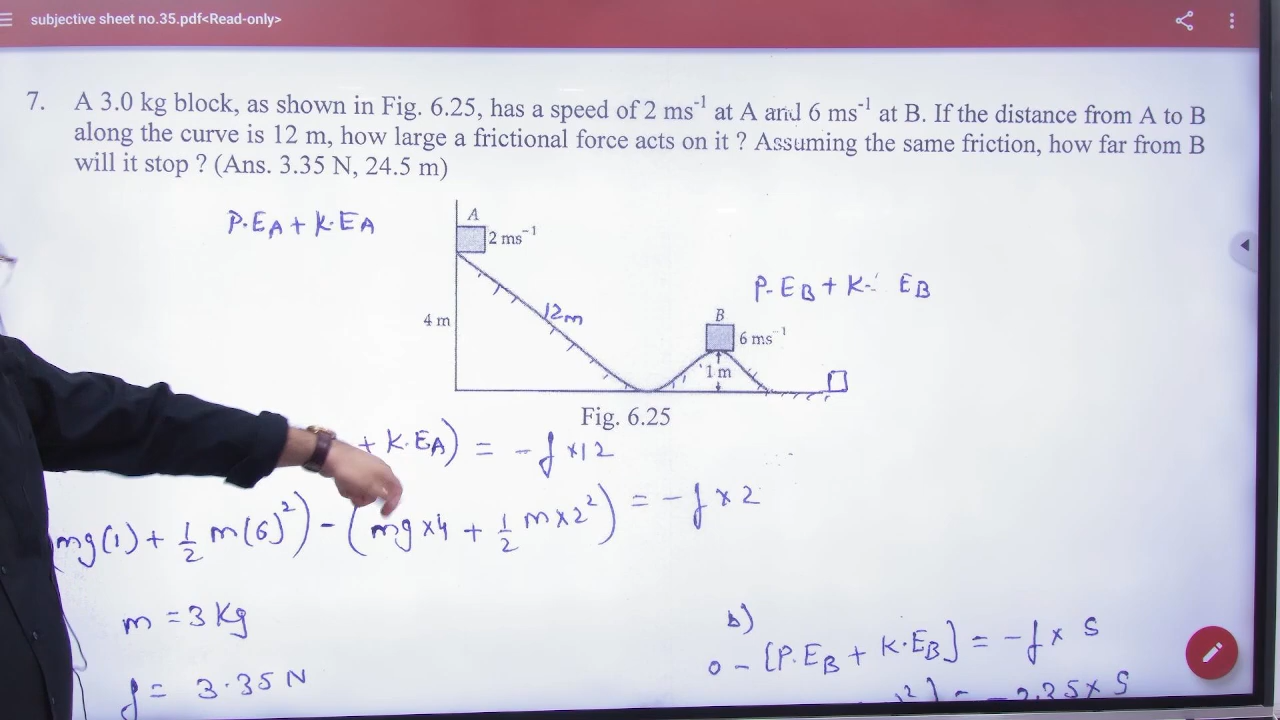 subjective sheet no.35.pdf<Read-only>
7. A 3.0 kg block, as shown in Fig. 6.25, has a speed of 2 ms⁻¹ at A and 6 ms⁻¹ at B. If the distance from A to B
along the curve is 12 m, how large a frictional force acts on it ? Assuming the same friction, how far from B
will it stop ? (Ans. 3.35 N, 24.5 m)
P.E_A + K.E_A
A
2 ms⁻¹
P.E_B + K. E_B
12m
B
4 m
6 ms⁻¹
1 m
Fig. 6.25
+ K.E_A) = -f×12
mg(1) + 1/2 m(6)²) - (mg×4 + 1/2 m×2²) = -f×2
m = 3 Kg
f = 3.35 N
b)
0 - [P.E_B + K.E_B] = -f× S
²] = -3.35× S